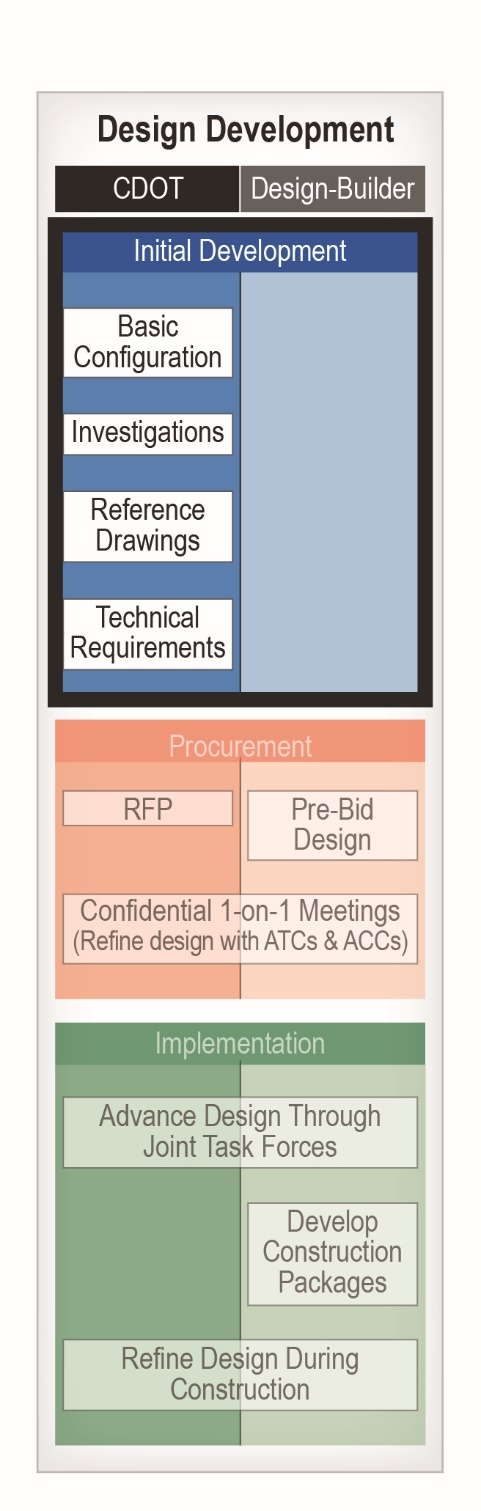 Design Development
CDOT
Design-Builder
Initial Development
Basic
Configuration
Investigations
Reference
Drawings
Technical
Requirements
Procurement
RFP
Pre-Bid
Design
Confidential 1-on-1 Meetings
(Refine design with ATCs & ACCs)
Implementation
Advance Design Through
Joint Task Forces
Develop
Construction
Packages
Refine Design During
Construction